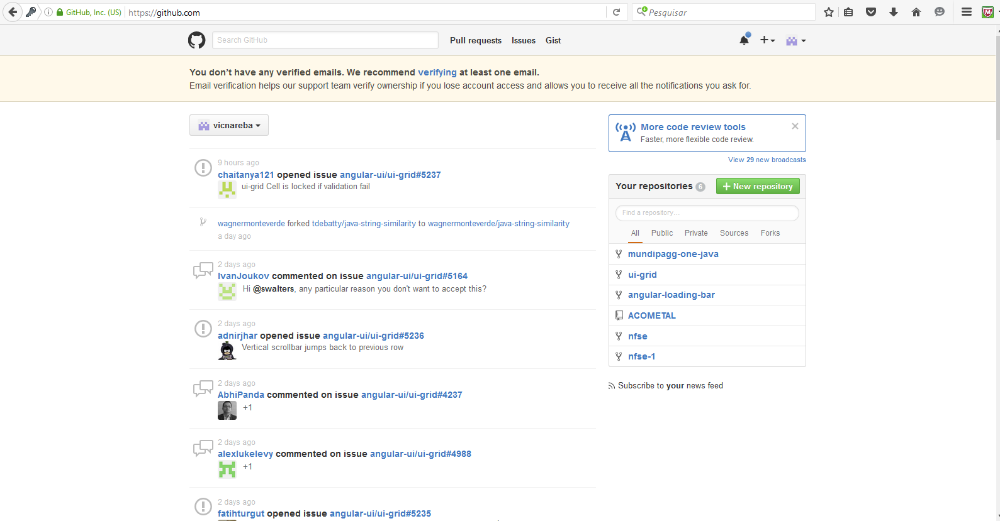 GitHub, Inc. (US) https://github.com Pesquisar
Search GitHub Pull requests Issues Gist
You don't have any verified emails. We recommend verifying at least one email.
Email verification helps our support team verify ownership if you lose account access and allows you to receive all the notifications you ask for.
vicnareba
9 hours ago
chaitanya121 opened issue angular-ui/ui-grid#5237
ui-grid Cell is locked if validation fail
wagnermonteverde forked tdebatty/java-string-similarity to wagnermonteverde/java-string-similarity
a day ago
2 days ago
IvanJoukov commented on issue angular-ui/ui-grid#5164
Hi @swalters, any particular reason you don't want to accept this?
2 days ago
adnirjhar opened issue angular-ui/ui-grid#5236
Vertical scrollbar jumps back to previous row
2 days ago
AbhiPanda commented on issue angular-ui/ui-grid#4237
+1
2 days ago
alexlukelevy commented on issue angular-ui/ui-grid#4988
+1
2 days ago
fatihturgut opened issue angular-ui/ui-grid#5235
More code review tools
Faster, more flexible code review.
View 29 new broadcasts
Your repositories 6 New repository
Find a repository...
All Public Private Sources Forks
mundipagg-one-java
ui-grid
angular-loading-bar
ACOMETAL
nfse
nfse-1
Subscribe to your news feed